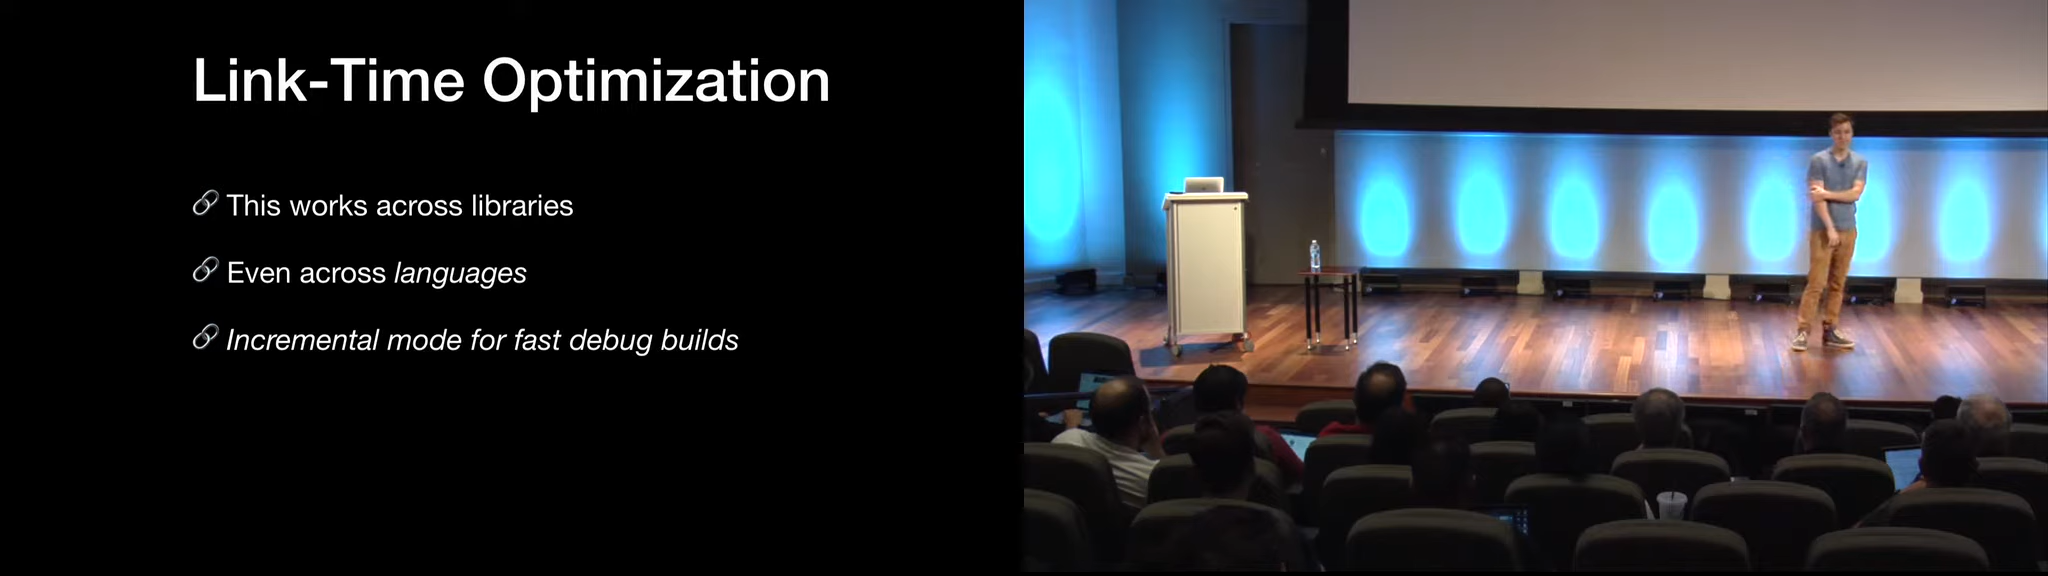 Link-Time Optimization
This works across libraries
Even across languages
Incremental mode for fast debug builds